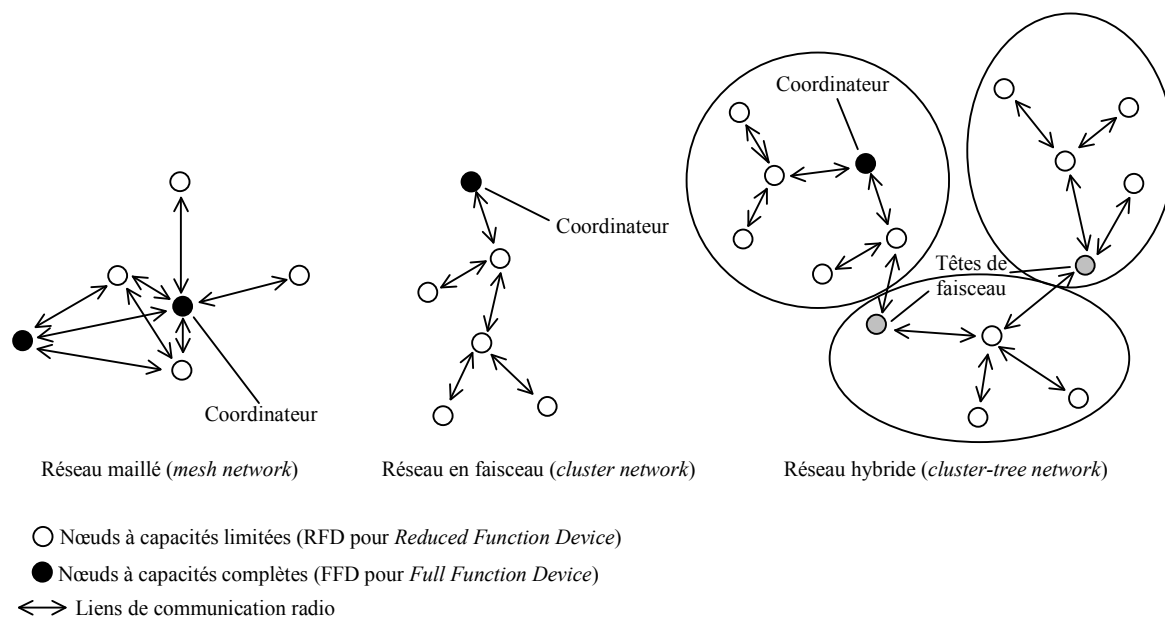 Coordinateur
Coordinateur
Têtes de
faisceau
Coordinateur
Réseau maillé (mesh network)
Réseau en faisceau (cluster network)
Réseau hybride (cluster-tree network)
Nœuds à capacités limitées (RFD pour Reduced Function Device)
Nœuds à capacités complètes (FFD pour Full Function Device)
Liens de communication radio